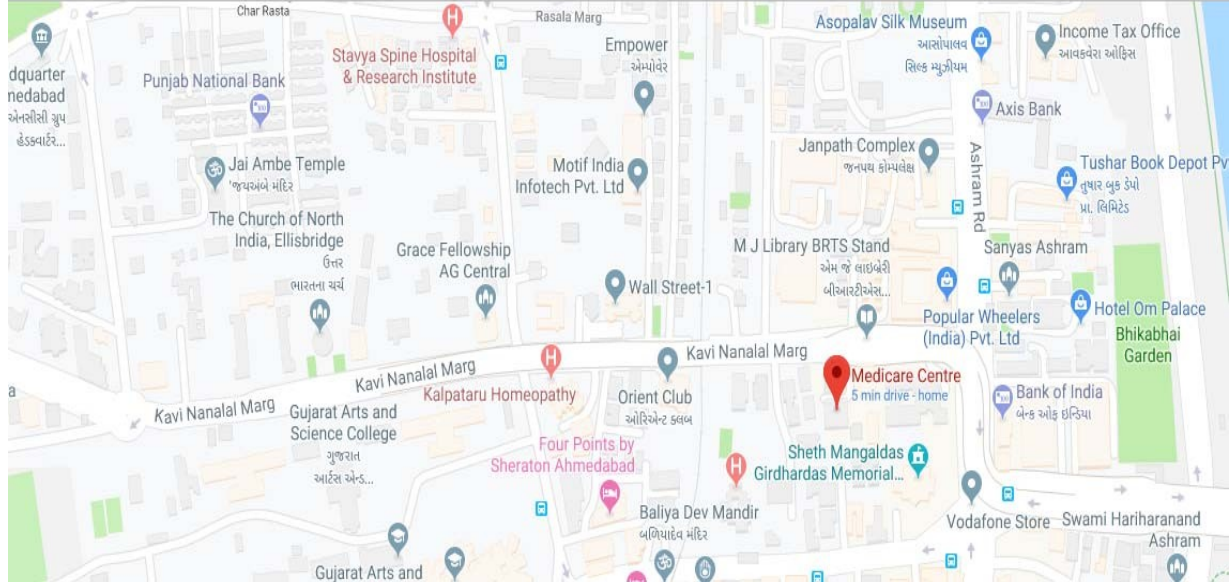 Char Rasta
Rasala Marg
Stavya Spine Hospital
& Research Institute
Empower
એમ્પોવેર
Asopalav Silk Museum
આસોપાલવ
સિલ્ક મ્યુઝીયમ
Income Tax Office
આવકવેરા ઓફિસ
dquarter
medabad
એનસીસી ગ્રુપ
હેડક્વાર્ટર...
Punjab National Bank
Axis Bank
Jai Ambe Temple
'જયઅંબે મંદિર
Motif India
Infotech Pvt. Ltd
Janpath Complex
જનપથ કોમ્પલેક્ષ
Ashram Rd
Tushar Book Depot Pv
તુષાર બુક ડેપો
પ્રા. લિમિટેડ
The Church of North
India, Ellisbridge
ઉત્તર
ભારતના ચર્ચ
Grace Fellowship
AG Central
Wall Street-1
M J Library BRTS Stand
એમ જે લાઇબ્રેરી
બીઆરટીએસ...
Sanyas Ashram
Popular Wheelers
(India) Pvt. Ltd
Hotel Om Palace
Bhikabhai
Garden
Kavi Nanalal Marg
Kavi Nanalal Marg
Kavi Nanalal Marg
a
Kalpataru Homeopathy
Orient Club
ઓરિએન્ટ ક્લબ
Medicare Centre
5 min drive - home
Bank of India
બેન્ક ઓફ ઇન્ડિયા
Gujarat Arts and
Science College
ગુજરાત
આર્ટસ એન્ડ...
Four Points by
Sheraton Ahmedabad
Sheth Mangaldas
Girdhardas Memorial...
Baliya Dev Mandir
બળિયાદેવ મંદિર
Vodafone Store
Swami Hariharanand
Ashram
Gujarat Arts and